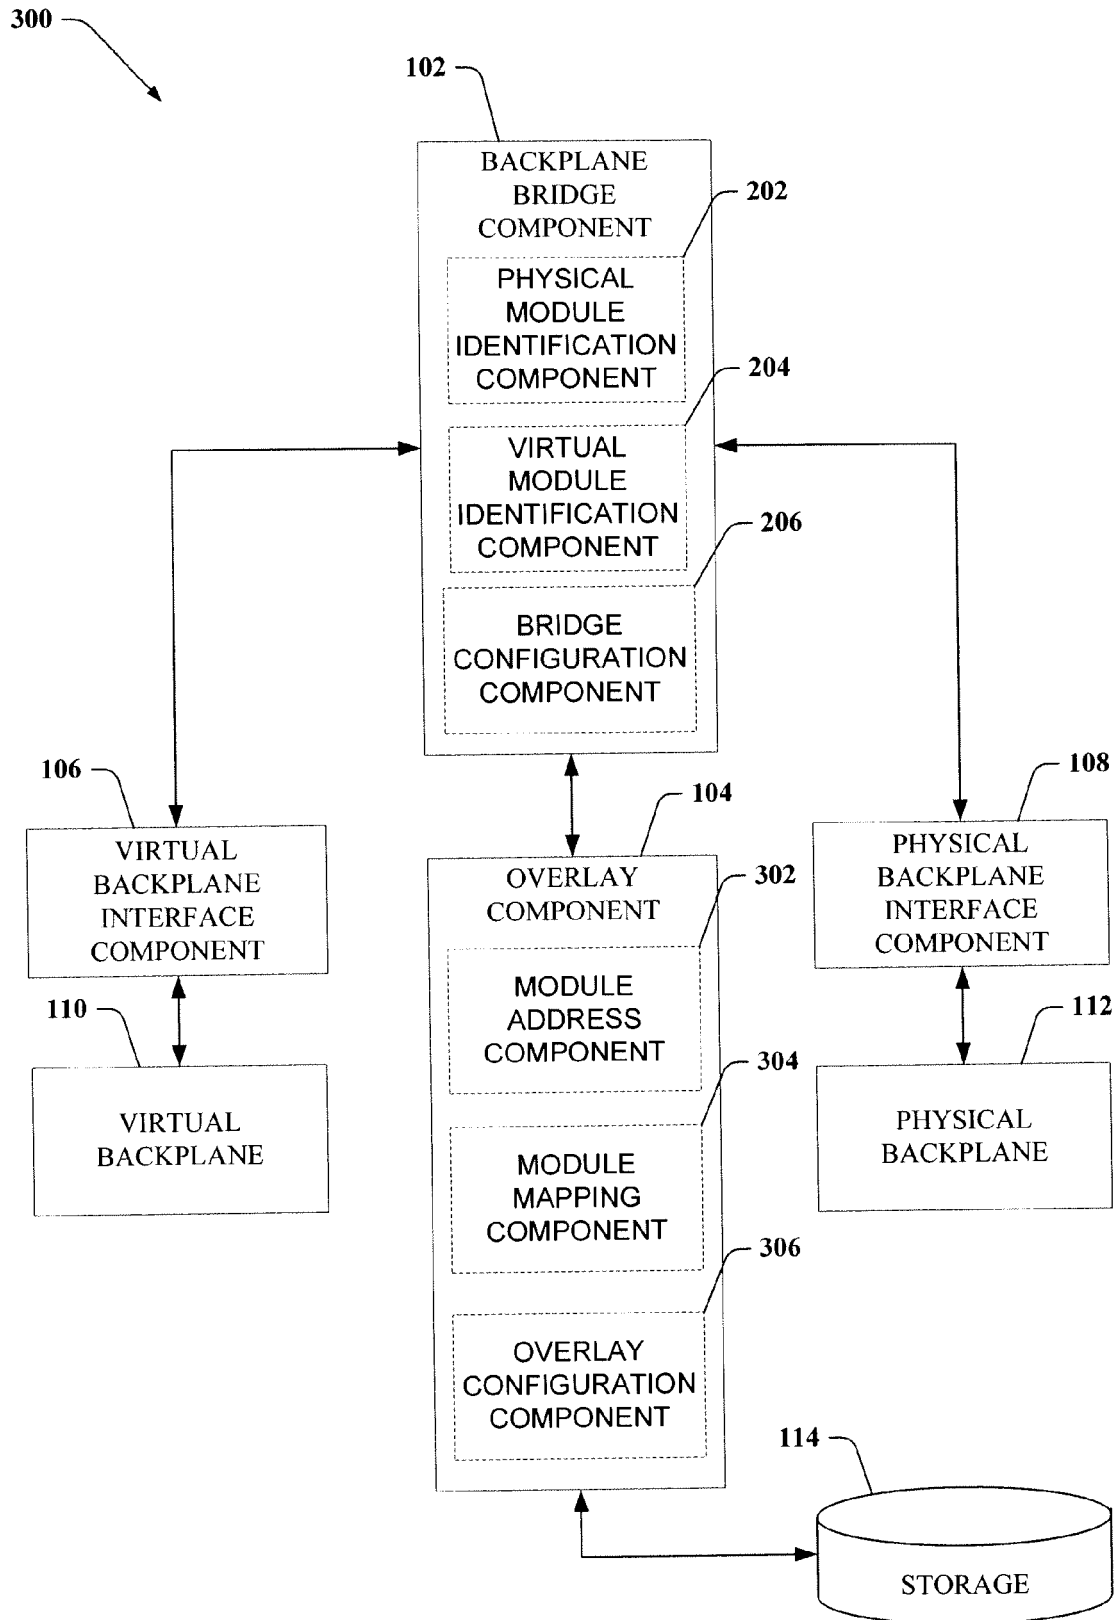 300
102
BACKPLANE
BRIDGE
COMPONENT
202
PHYSICAL
MODULE
IDENTIFICATION
COMPONENT
204
VIRTUAL
MODULE
IDENTIFICATION
COMPONENT
206
BRIDGE
CONFIGURATION
COMPONENT
106
VIRTUAL
BACKPLANE
INTERFACE
COMPONENT
108
PHYSICAL
BACKPLANE
INTERFACE
COMPONENT
104
OVERLAY
COMPONENT
302
MODULE
ADDRESS
COMPONENT
110
VIRTUAL
BACKPLANE
112
PHYSICAL
BACKPLANE
304
MODULE
MAPPING
COMPONENT
306
OVERLAY
CONFIGURATION
COMPONENT
114
STORAGE